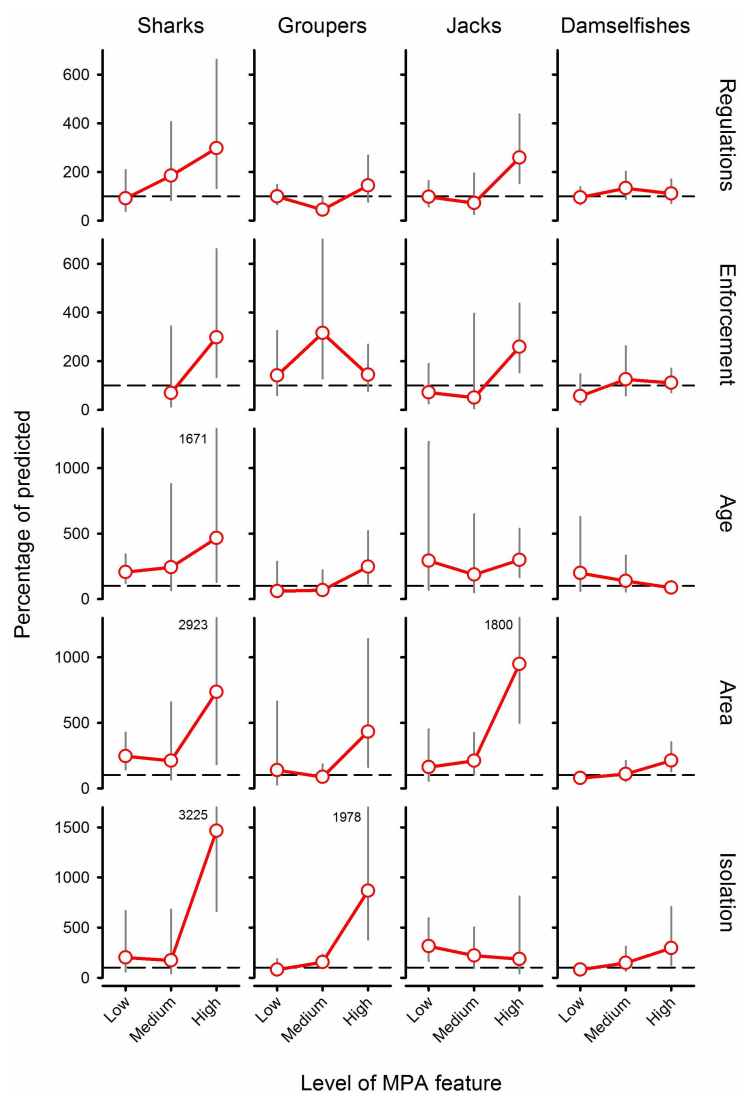 Sharks Groupers Jacks Damselfishes
600
400
200
0
Regulations
600
400
200
0
Enforcement
1671
1000
500
0
Age
2923 1800
1000
500
0
Area
3225 1978
1500
1000
500
0
Isolation
Percentage of predicted
Low Medium High Low Medium High Low Medium High Low Medium High
Level of MPA feature